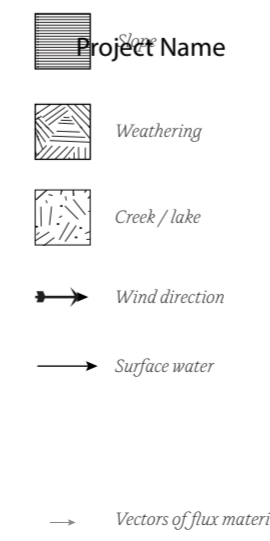 Slope
Project Name
Weathering
Creek / lake
Wind direction
Surface water
Vectors of flux materi